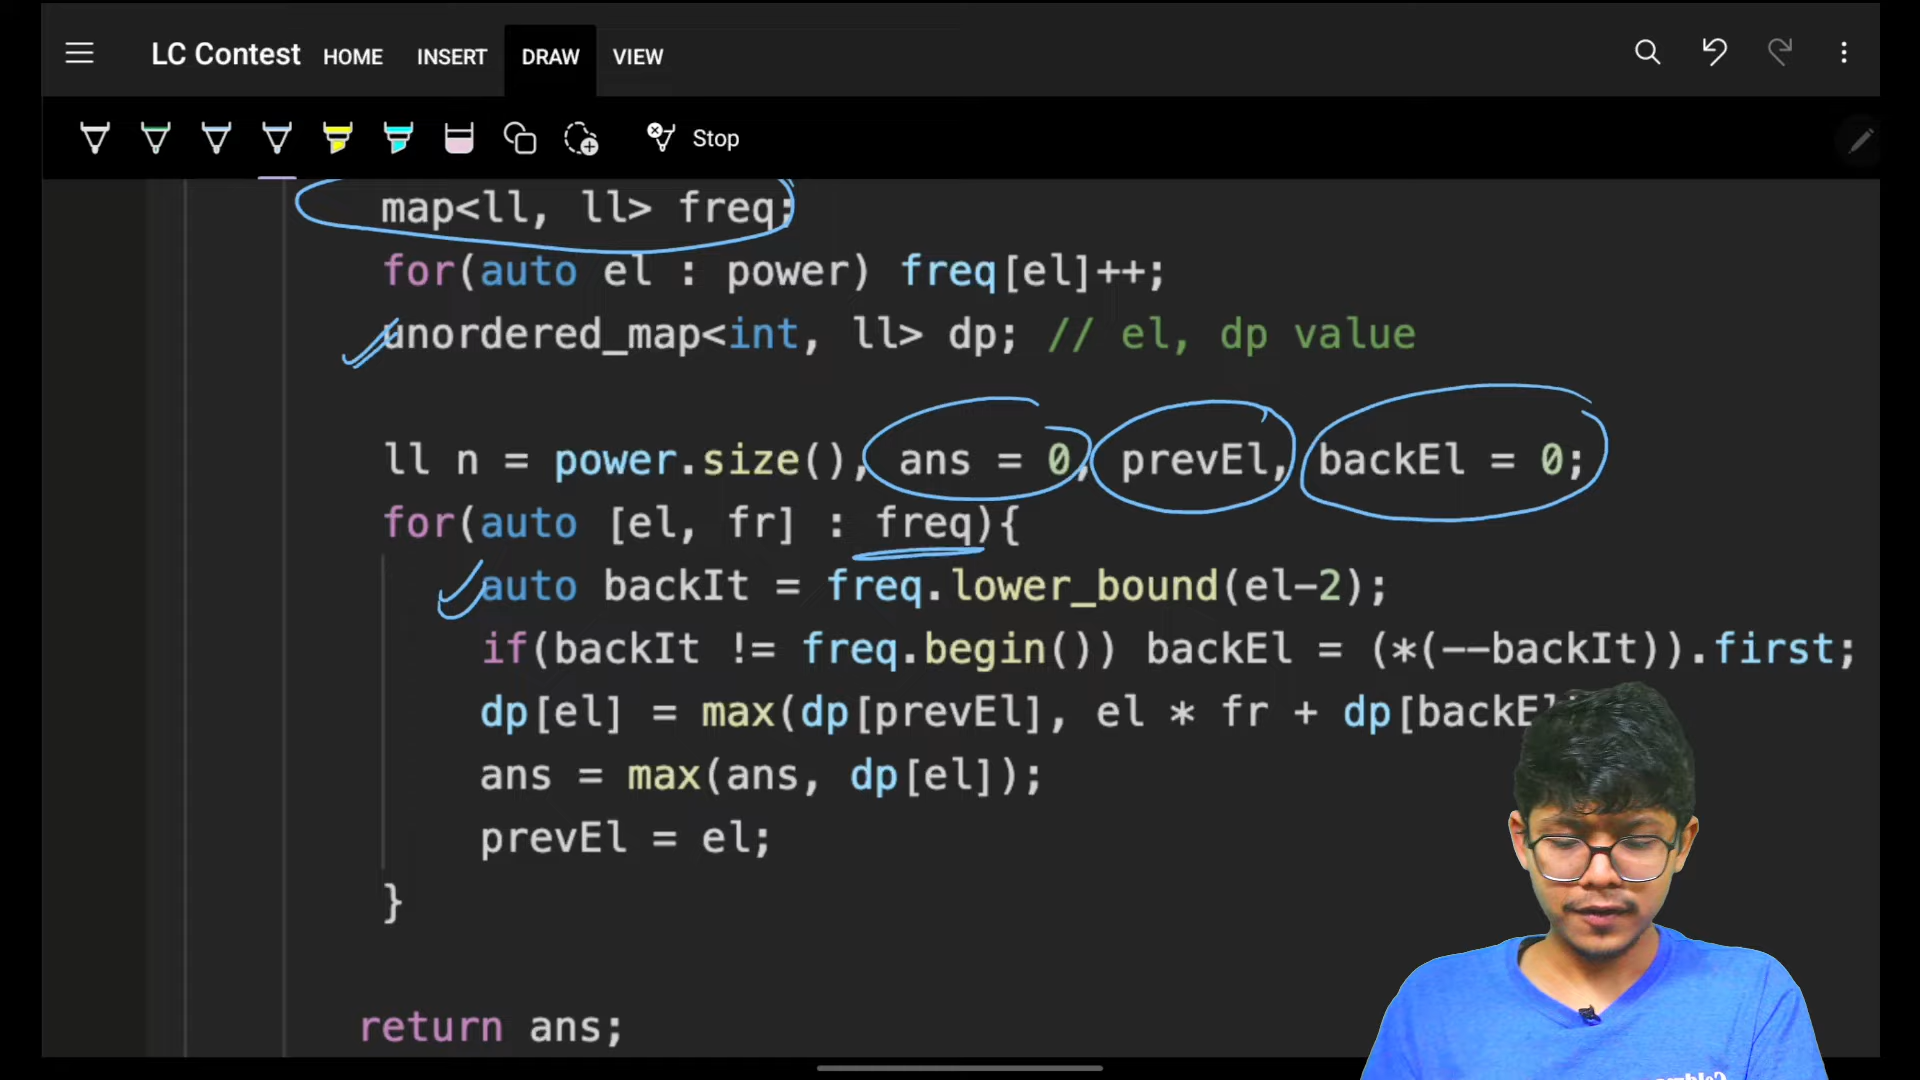 LC Contest HOME INSERT DRAW VIEW
Stop
map<ll, ll> freq;
for(auto el : power) freq[el]++;
unordered_map<int, ll> dp; // el, dp value
ll n = power.size(), ans = 0, prevEl, backEl = 0;
for(auto [el, fr] : freq){
auto backIt = freq.lower_bound(el-2);
if(backIt != freq.begin()) backEl = (*(--backIt)).first;
dp[el] = max(dp[prevEl], el * fr + dp[backEl
ans = max(ans, dp[el]);
prevEl = el;
}
return ans;